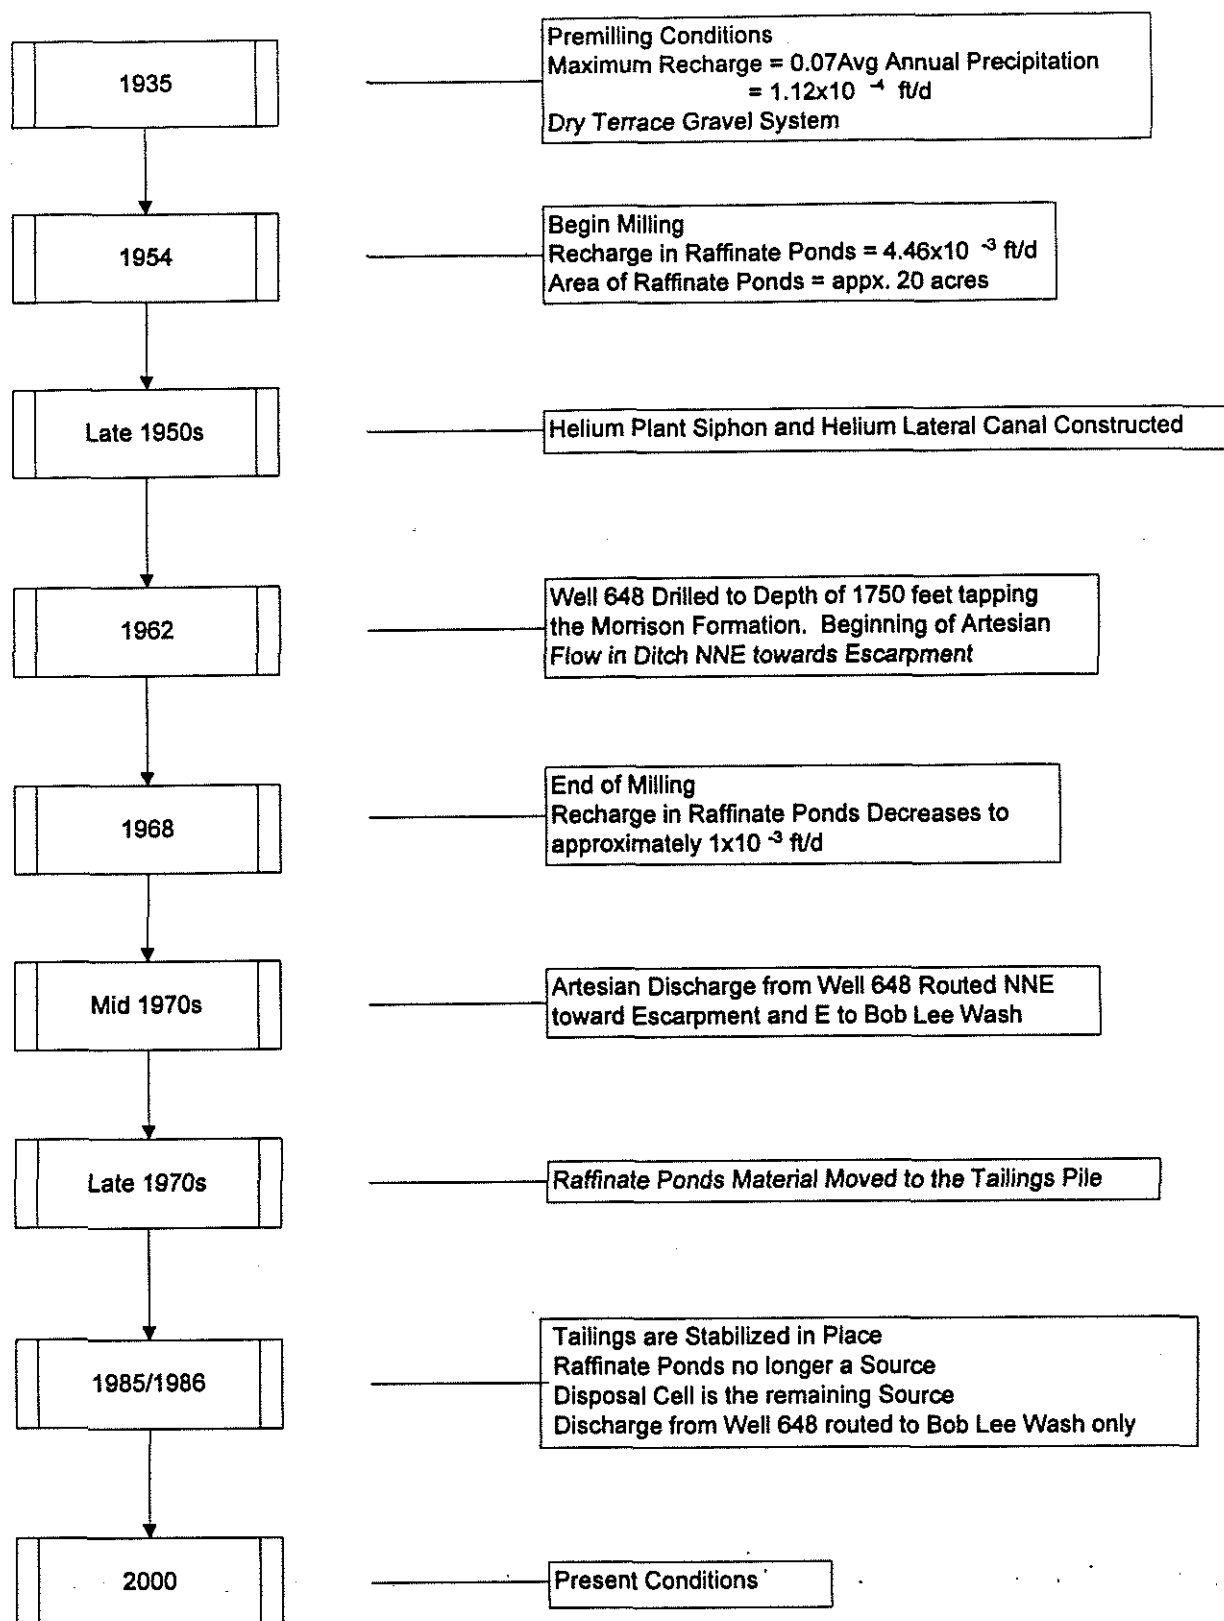 1935
Premilling Conditions
Maximum Recharge = 0.07Avg Annual Precipitation
= 1.12x10 -4 ft/d
Dry Terrace Gravel System
1954
Begin Milling
Recharge in Raffinate Ponds = 4.46x10 -3 ft/d
Area of Raffinate Ponds = appx. 20 acres
Late 1950s
Helium Plant Siphon and Helium Lateral Canal Constructed
1962
Well 648 Drilled to Depth of 1750 feet tapping
the Morrison Formation. Beginning of Artesian
Flow in Ditch NNE towards Escarpment
1968
End of Milling
Recharge in Raffinate Ponds Decreases to
approximately 1x10 -3 ft/d
Mid 1970s
Artesian Discharge from Well 648 Routed NNE
toward Escarpment and E to Bob Lee Wash
Late 1970s
Raffinate Ponds Material Moved to the Tailings Pile
1985/1986
Tailings are Stabilized in Place
Raffinate Ponds no longer a Source
Disposal Cell is the remaining Source
Discharge from Well 648 routed to Bob Lee Wash only
2000
Present Conditions